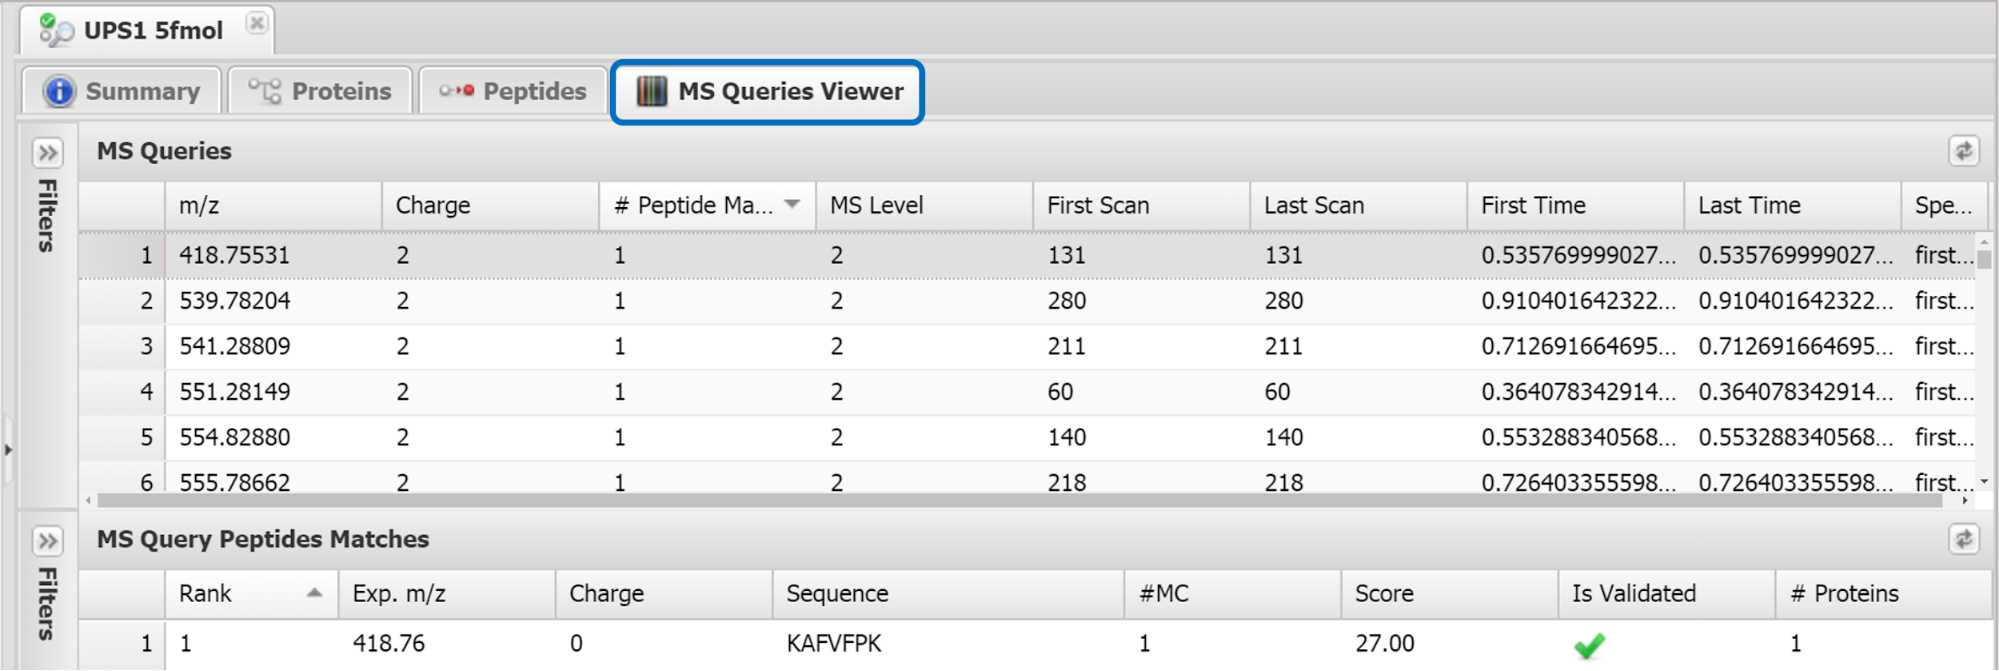 UPS1 5fmol
Summary Proteins Peptides MS Queries Viewer
MS Queries
Filters
m/z Charge # Peptide Ma... MS Level First Scan Last Scan First Time Last Time Spe...
1 418.75531 2 1 2 131 131 0.535769999027... 0.535769999027... first...
2 539.78204 2 1 2 280 280 0.910401642322... 0.910401642322... first...
3 541.28809 2 1 2 211 211 0.712691664695... 0.712691664695... first...
4 551.28149 2 1 2 60 60 0.364078342914... 0.364078342914... first...
5 554.82880 2 1 2 140 140 0.553288340568... 0.553288340568... first...
6 555.78662 2 1 2 218 218 0.726403355598... 0.726403355598... first...
MS Query Peptides Matches
Filters
Rank Exp. m/z Charge Sequence #MC Score Is Validated # Proteins
1 1 418.76 0 KAFVFPK 1 27.00 1